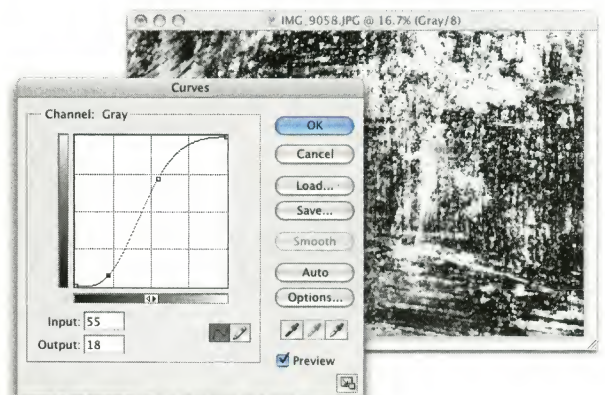 IMG_9058.JPG @ 16.7% (Gray/8)
Curves
Channel: Gray
OK
Cancel
Load...
Save...
Smooth
Auto
Options...
Input: 55
Output: 18
Preview